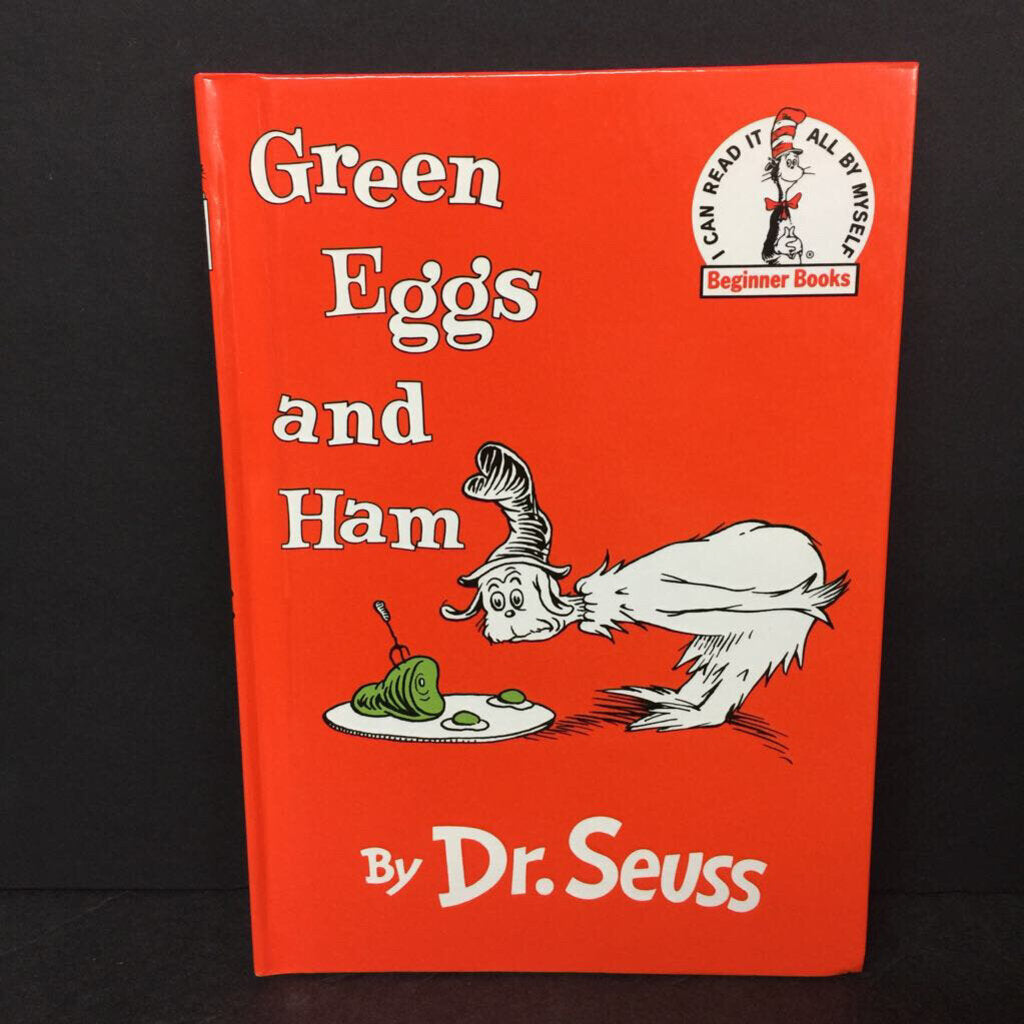 Green
Eggs
and
Ham
I CAN READ IT ALL BY MYSELF
®
Beginner Books
By Dr. Seuss